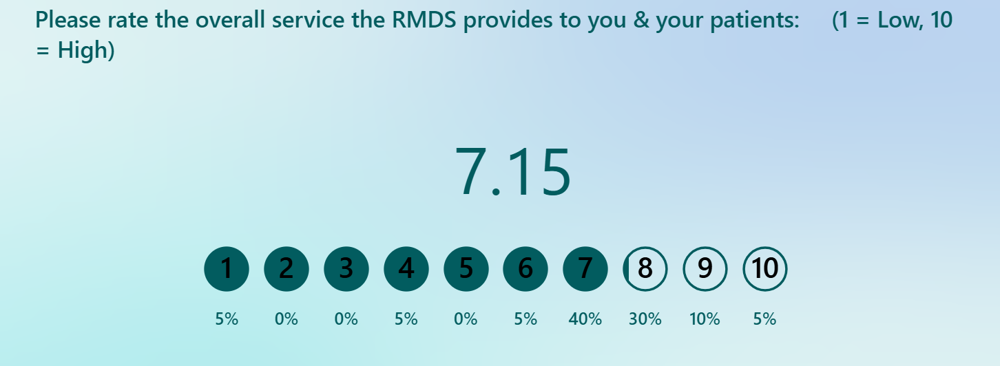 Please rate the overall service the RMDS provides to you & your patients: (1 = Low, 10
= High)
7.15
1 2 3 4 5 6 7 8 9 10
5% 0% 0% 5% 0% 5% 40% 30% 10% 5%